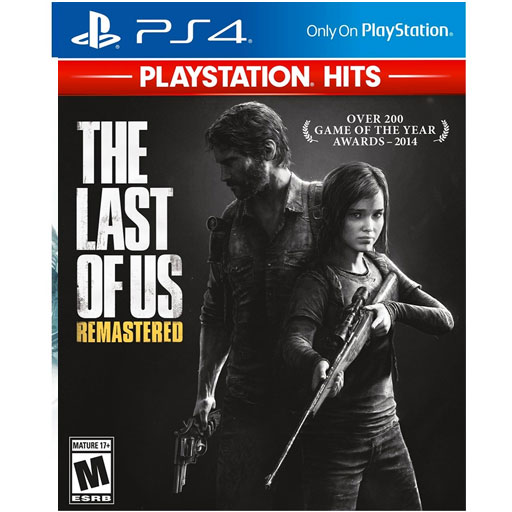 PS4
Only On PlayStation®
PLAYSTATION® HITS
THE
LAST
OF US
REMASTERED
OVER 200
GAME OF THE YEAR
AWARDS – 2014
MATURE 17+
M
ESRB